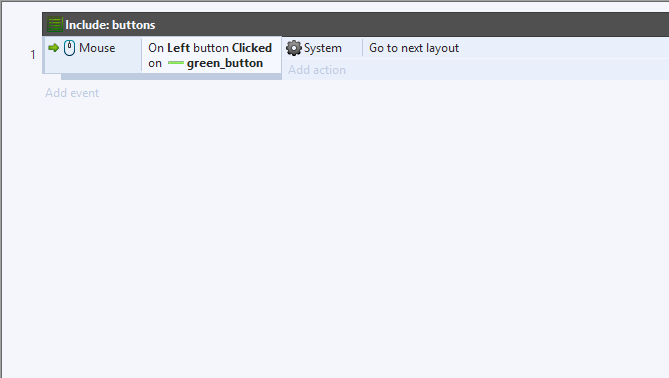 Include: buttons
1
Mouse
On Left button Clicked
on green_button
System
Go to next layout
Add action
Add event